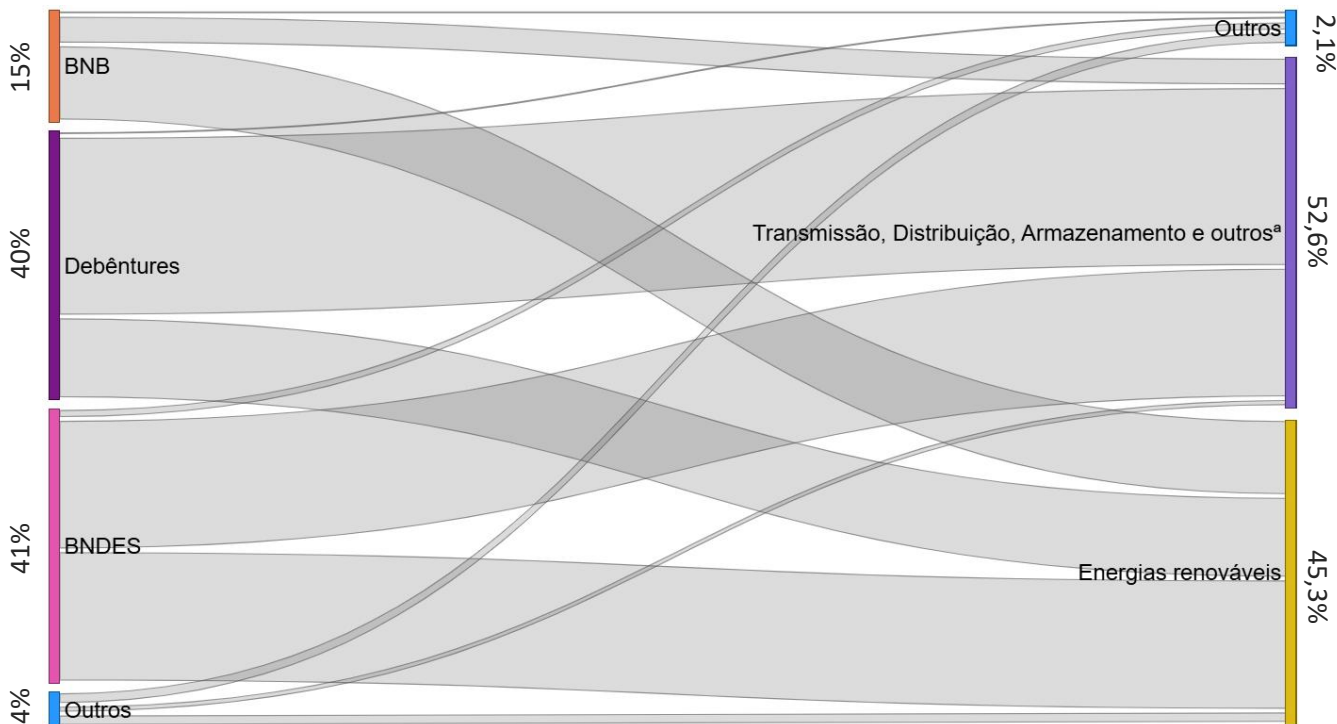 15%
BNB
40%
Debêntures
41%
BNDES
4%
Outros
Outros
2,1%
Transmissão, Distribuição, Armazenamento e outrosª
52,6%
Energias renováveis
45,3%